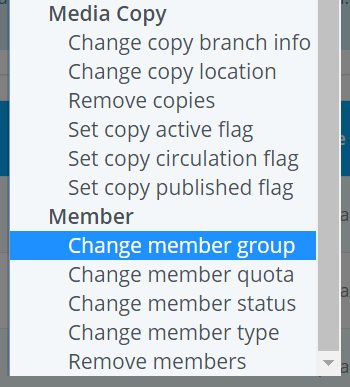 Media Copy
Change copy branch info
Change copy location
Remove copies
Set copy active flag
Set copy circulation flag
Set copy published flag
Member
Change member group
Change member quota
Change member status
Change member type
Remove members